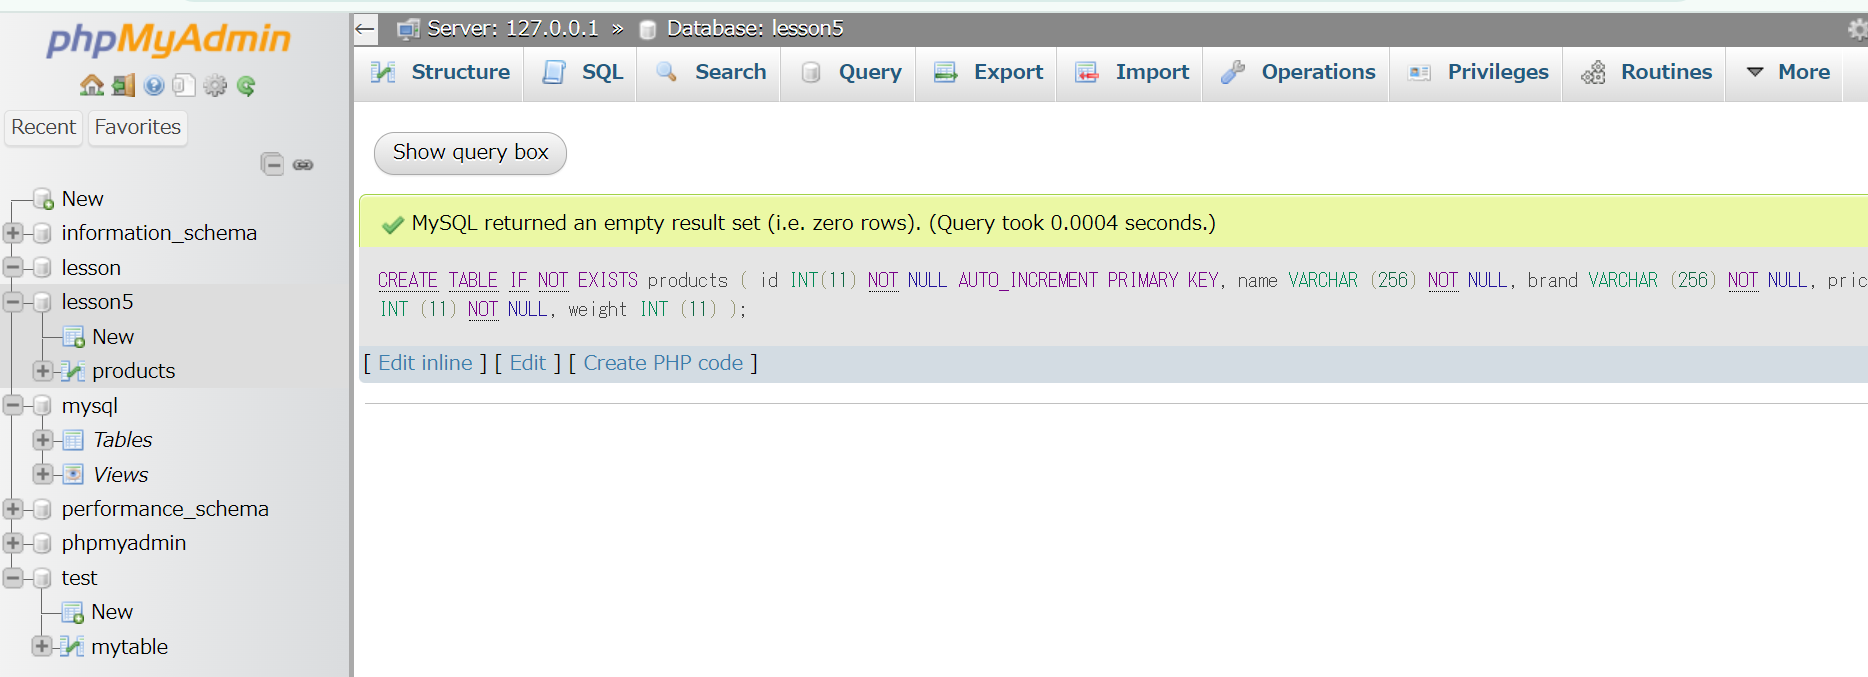 phpMyAdmin
Recent Favorites
New
information_schema
lesson
lesson5
New
products
mysql
Tables
Views
performance_schema
phpmyadmin
test
New
mytable
Server: 127.0.0.1 » Database: lesson5
Structure SQL Search Query Export Import Operations Privileges Routines More
Show query box
MySQL returned an empty result set (i.e. zero rows). (Query took 0.0004 seconds.)
CREATE TABLE IF NOT EXISTS products ( id INT(11) NOT NULL AUTO_INCREMENT PRIMARY KEY, name VARCHAR (256) NOT NULL, brand VARCHAR (256) NOT NULL, pric
INT (11) NOT NULL, weight INT (11) );
[ Edit inline ] [ Edit ] [ Create PHP code ]